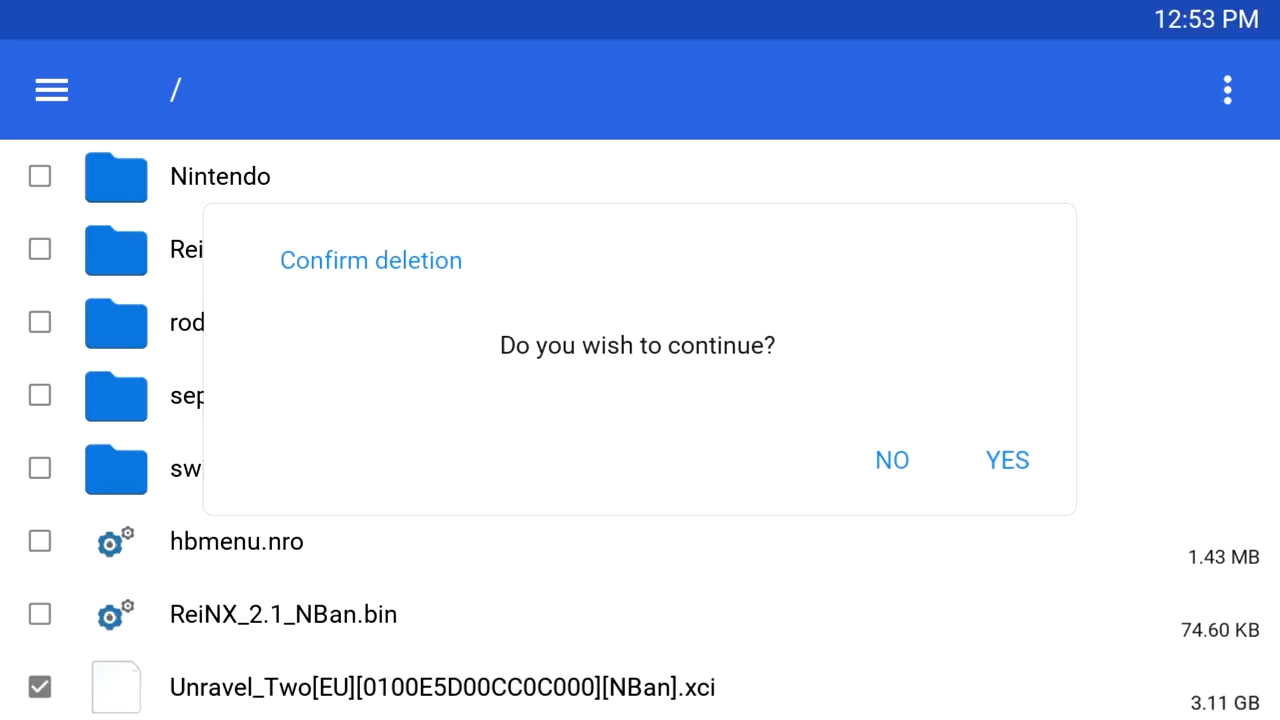 12:53 PM
/
Nintendo
Rei
Confirm deletion
rod
Do you wish to continue?
sep
sw
NO YES
hbmenu.nro
1.43 MB
ReiNX_2.1_NBan.bin
74.60 KB
Unravel_Two[EU][0100E5D00CC0C000][NBan].xci
3.11 GB